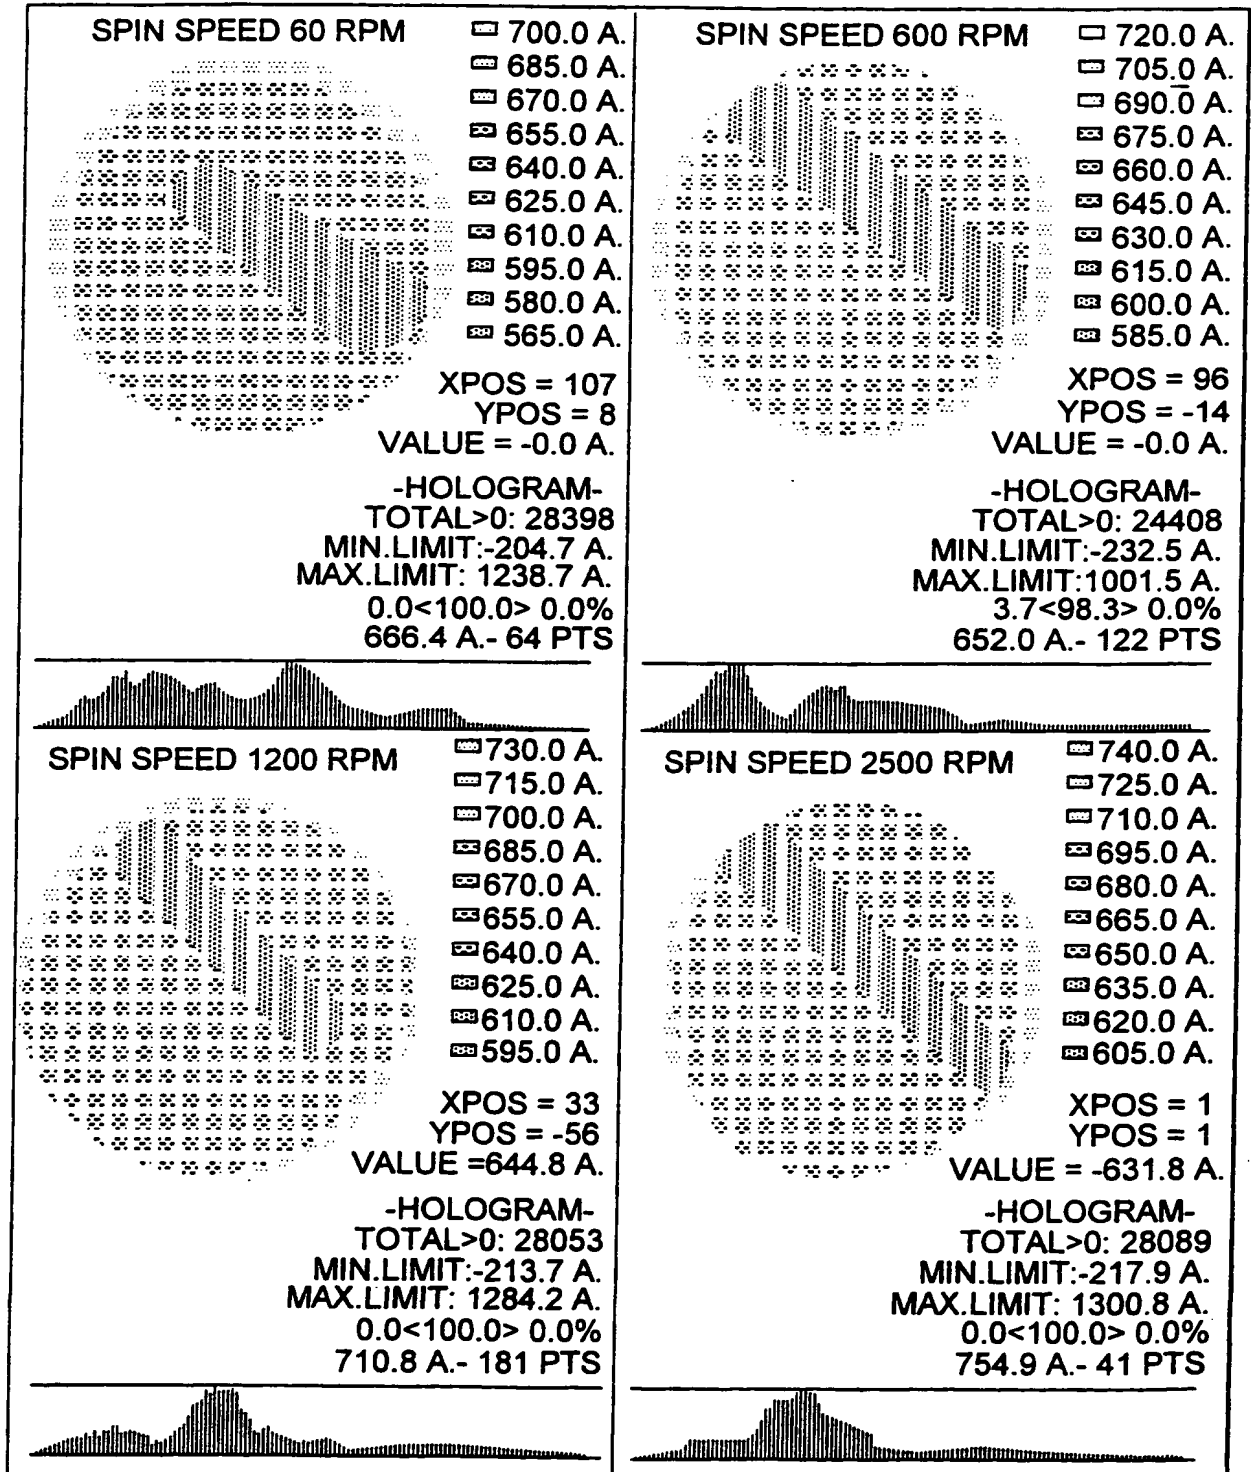 SPIN SPEED 60 RPM
700.0 A.
685.0 A.
670.0 A.
655.0 A.
640.0 A.
625.0 A.
610.0 A.
595.0 A.
580.0 A.
565.0 A.
XPOS = 107
YPOS = 8
VALUE = -0.0 A.
-HOLOGRAM-
TOTAL>0: 28398
MIN.LIMIT:-204.7 A.
MAX.LIMIT: 1238.7 A.
0.0<100.0> 0.0%
666.4 A.- 64 PTS
SPIN SPEED 600 RPM
720.0 A.
705.0 A.
690.0 A.
675.0 A.
660.0 A.
645.0 A.
630.0 A.
615.0 A.
600.0 A.
585.0 A.
XPOS = 96
YPOS = -14
VALUE = -0.0 A.
-HOLOGRAM-
TOTAL>0: 24408
MIN.LIMIT:-232.5 A.
MAX.LIMIT:1001.5 A.
3.7<98.3> 0.0%
652.0 A.- 122 PTS
SPIN SPEED 1200 RPM
730.0 A.
715.0 A.
700.0 A.
685.0 A.
670.0 A.
655.0 A.
640.0 A.
625.0 A.
610.0 A.
595.0 A.
XPOS = 33
YPOS = -56
VALUE =644.8 A.
-HOLOGRAM-
TOTAL>0: 28053
MIN.LIMIT:-213.7 A.
MAX.LIMIT: 1284.2 A.
0.0<100.0> 0.0%
710.8 A.- 181 PTS
SPIN SPEED 2500 RPM
740.0 A.
725.0 A.
710.0 A.
695.0 A.
680.0 A.
665.0 A.
650.0 A.
635.0 A.
620.0 A.
605.0 A.
XPOS = 1
YPOS = 1
VALUE = -631.8 A.
-HOLOGRAM-
TOTAL>0: 28089
MIN.LIMIT:-217.9 A.
MAX.LIMIT: 1300.8 A.
0.0<100.0> 0.0%
754.9 A.- 41 PTS